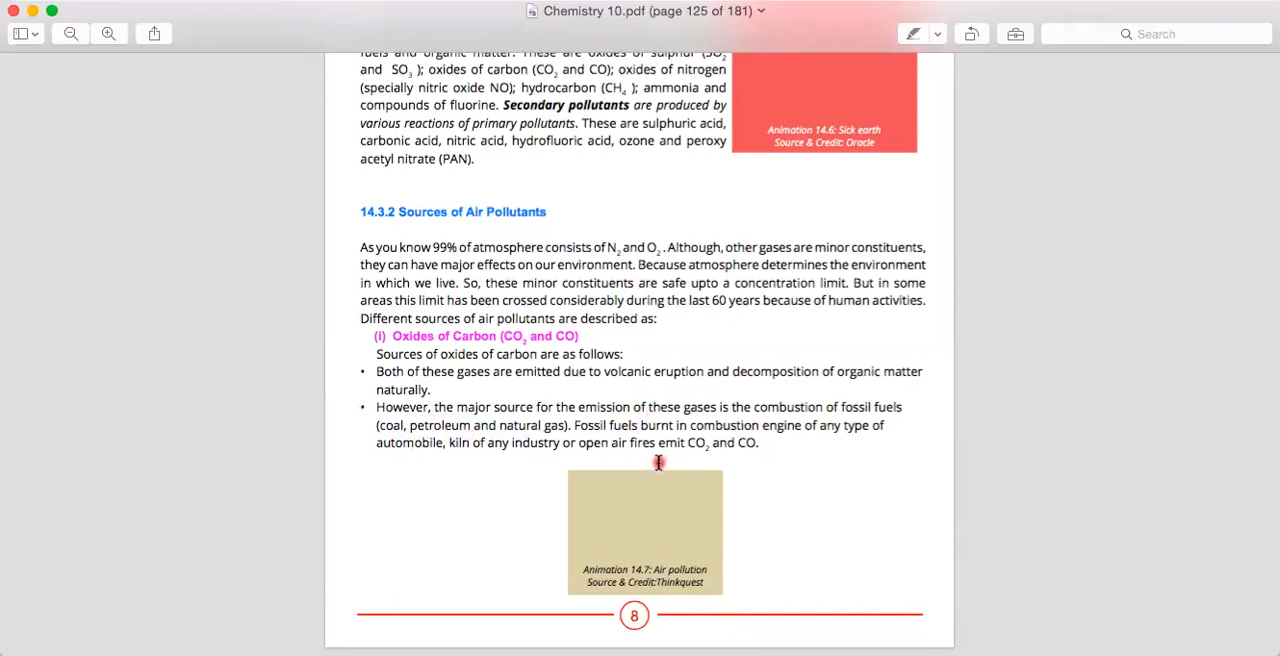 Chemistry 10.pdf (page 125 of 181)
Search
fuels and organic matter. These are oxides of sulphur (SO₂
and SO₃ ); oxides of carbon (CO₂ and CO); oxides of nitrogen
(specially nitric oxide NO); hydrocarbon (CH₄ ); ammonia and
compounds of fluorine. Secondary pollutants are produced by
various reactions of primary pollutants. These are sulphuric acid,
carbonic acid, nitric acid, hydrofluoric acid, ozone and peroxy
acetyl nitrate (PAN).
Animation 14.6: Sick earth
Source & Credit: Oracle
14.3.2 Sources of Air Pollutants
As you know 99% of atmosphere consists of N₂ and O₂ . Although, other gases are minor constituents,
they can have major effects on our environment. Because atmosphere determines the environment
in which we live. So, these minor constituents are safe upto a concentration limit. But in some
areas this limit has been crossed considerably during the last 60 years because of human activities.
Different sources of air pollutants are described as:
(i) Oxides of Carbon (CO₂ and CO)
Sources of oxides of carbon are as follows:
• Both of these gases are emitted due to volcanic eruption and decomposition of organic matter
naturally.
• However, the major source for the emission of these gases is the combustion of fossil fuels
(coal, petroleum and natural gas). Fossil fuels burnt in combustion engine of any type of
automobile, kiln of any industry or open air fires emit CO₂ and CO.
Animation 14.7: Air pollution
Source & Credit:Thinkquest
8